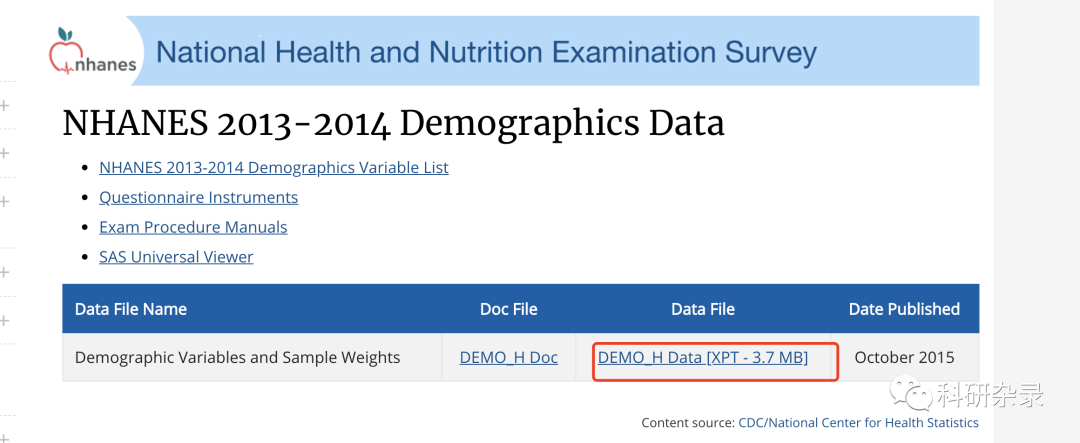 nhanes National Health and Nutrition Examination Survey
NHANES 2013-2014 Demographics Data
NHANES 2013-2014 Demographics Variable List
Questionnaire Instruments
Exam Procedure Manuals
SAS Universal Viewer
Data File Name Doc File Data File Date Published
Demographic Variables and Sample Weights DEMO_H Doc DEMO_H Data [XPT - 3.7 MB] October 2015
科研杂录
Content source: CDC/National Center for Health Statistics